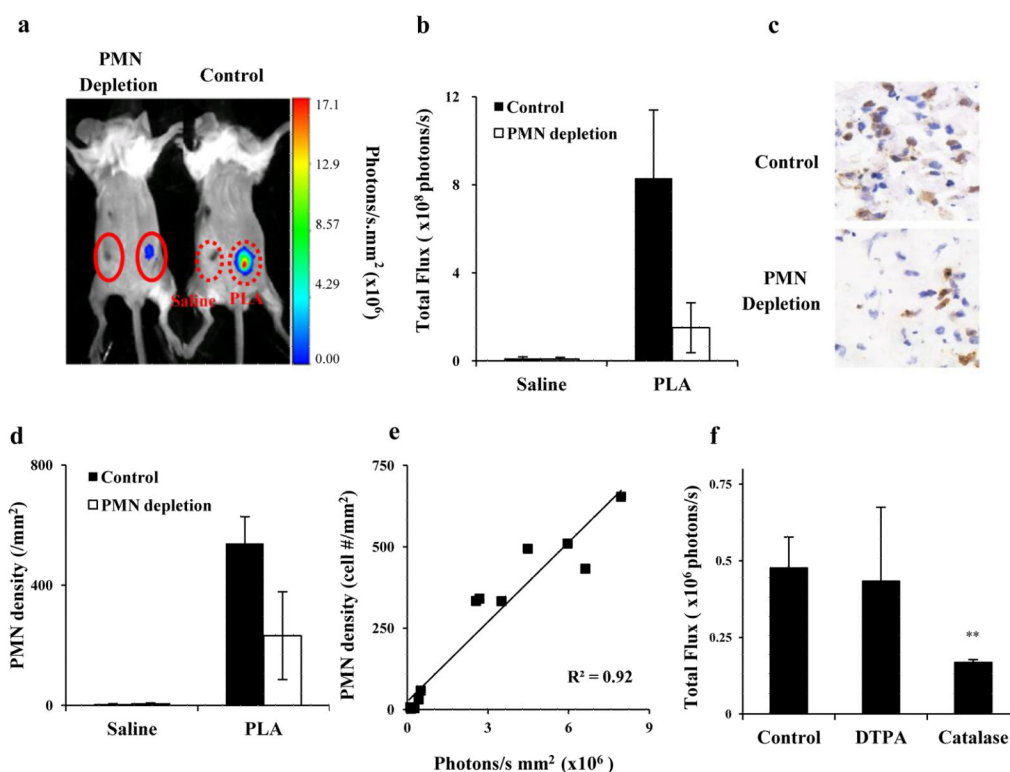 a
PMN
Depletion
Control
17.1
12.9
8.57
4.29
0.00
Photons/s.mm² (x10⁶)
Saline
PLA
b
Total Flux ( x10⁸ photons/s)
12
8
4
0
Control
PMN depletion
Saline
PLA
c
Control
PMN
Depletion
d
PMN density (/mm²)
800
400
0
Control
PMN depletion
Saline
PLA
e
PMN density (cell #/mm²)
750
500
250
0
R² = 0.92
0
3
6
9
Photons/s mm² (x10⁶)
f
Total Flux ( x10⁶ photons/s)
0.75
0.5
0.25
0
**
Control
DTPA
Catalase